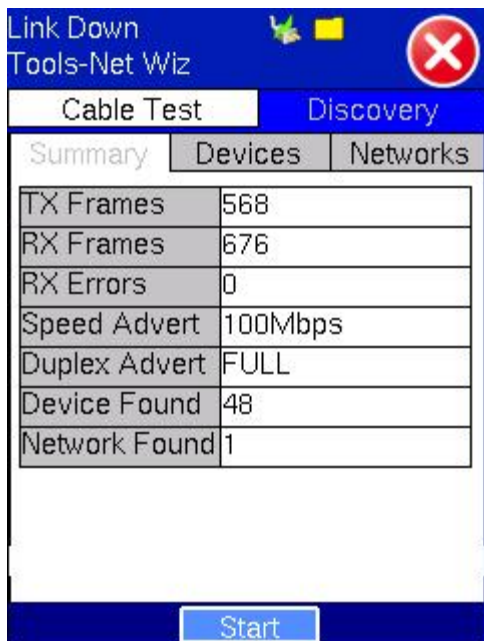 Link Down
Tools-Net Wiz
Cable Test Discovery
Summary Devices Networks
TX Frames 568
RX Frames 676
RX Errors 0
Speed Advert 100Mbps
Duplex Advert FULL
Device Found 48
Network Found 1
Start